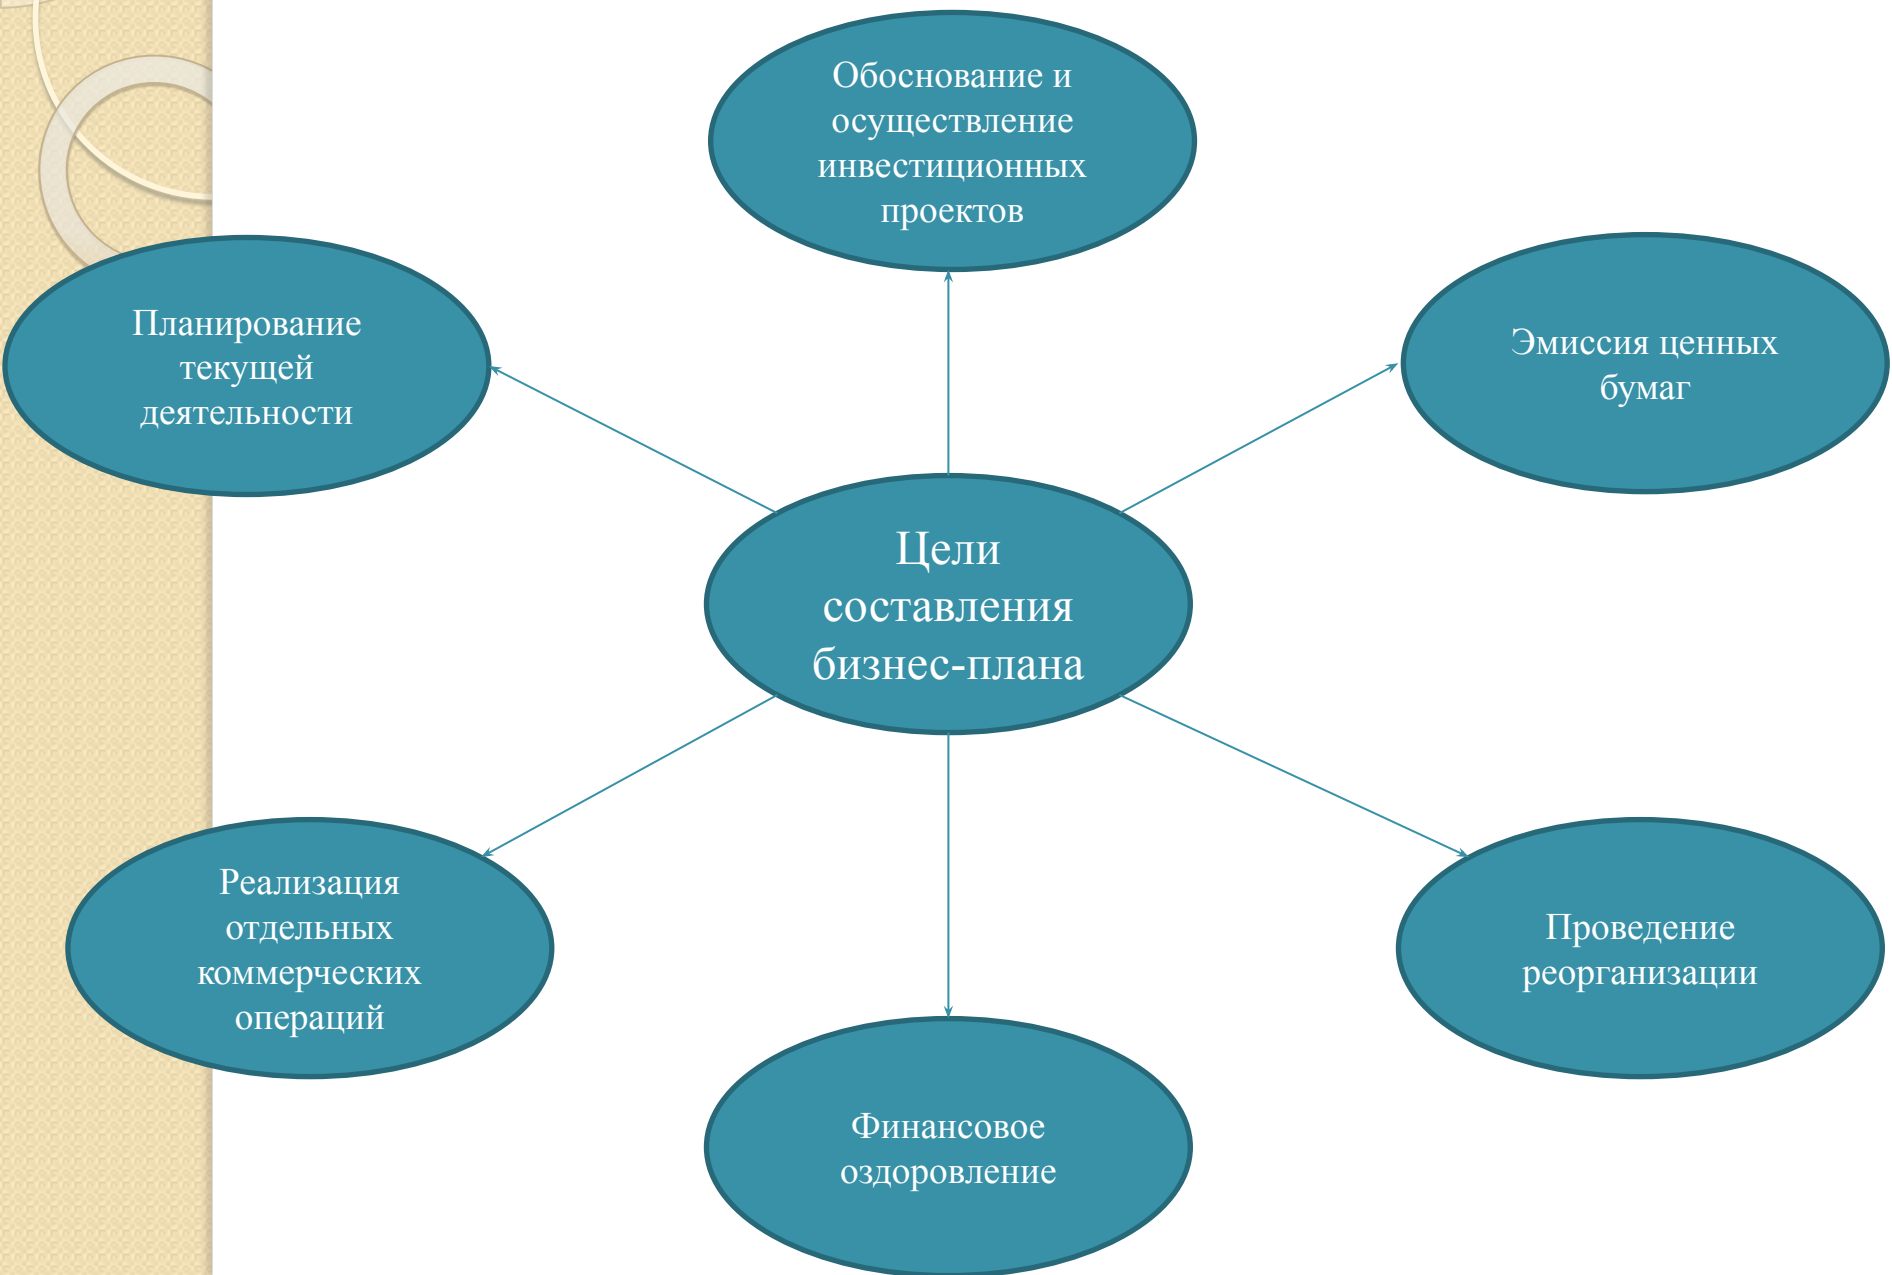 Обоснование и
осуществление
инвестиционных
проектов
Планирование
текущей
деятельности
Эмиссия ценных
бумаг
Цели
составления
бизнес-плана
Реализация
отдельных
коммерческих
операций
Проведение
реорганизации
Финансовое
оздоровление